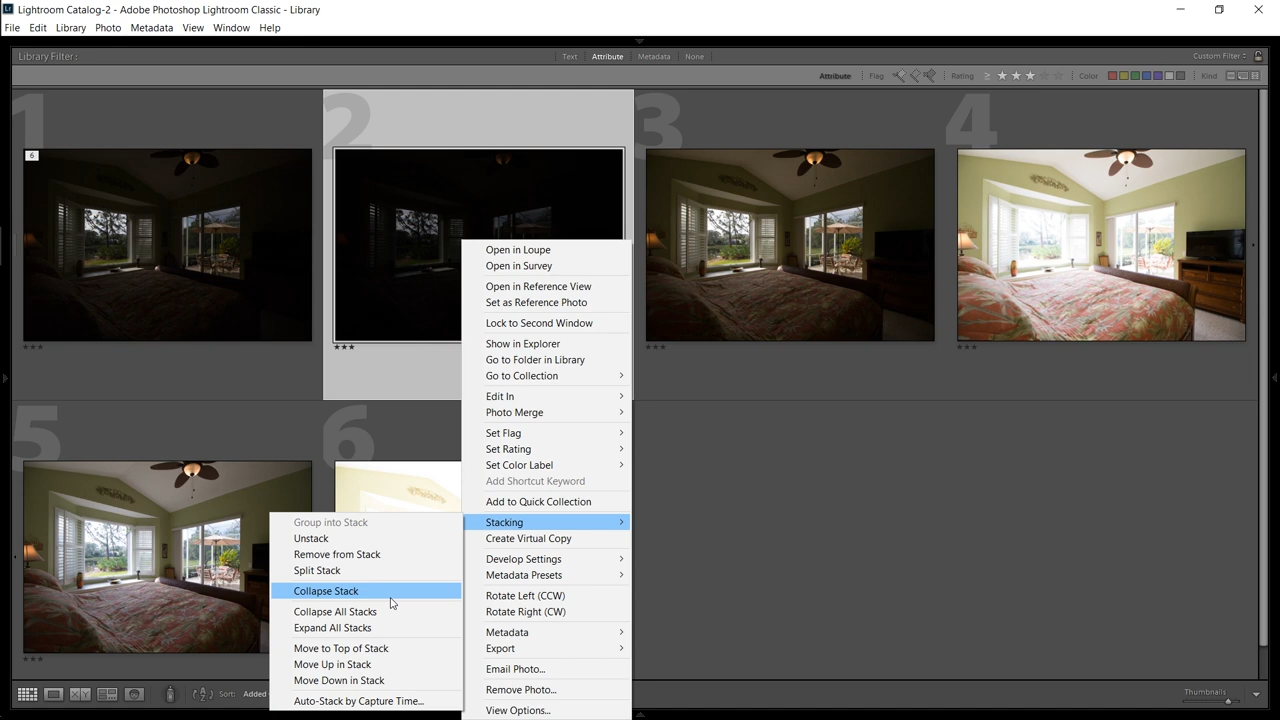 Lightroom Catalog-2 - Adobe Photoshop Lightroom Classic - Library
File Edit Library Photo Metadata View Window Help
Library Filter: Text Attribute Metadata None Custom Filter
Attribute Flag Rating ≥ ★★★★★ Color Kind
1 2 3 4
6
★★★ ★★★ ★★★ ★★★
5 6
★★★
Open in Loupe
Open in Survey
Open in Reference View
Set as Reference Photo
Lock to Second Window
Show in Explorer
Go to Folder in Library
Go to Collection
Edit In
Photo Merge
Set Flag
Set Rating
Set Color Label
Add Shortcut Keyword
Add to Quick Collection
Stacking
Create Virtual Copy
Develop Settings
Metadata Presets
Rotate Left (CCW)
Rotate Right (CW)
Metadata
Export
Email Photo...
Remove Photo...
View Options...
Group into Stack
Unstack
Remove from Stack
Split Stack
Collapse Stack
Collapse All Stacks
Expand All Stacks
Move to Top of Stack
Move Up in Stack
Move Down in Stack
Auto-Stack by Capture Time...
Sort: Added
Thumbnails